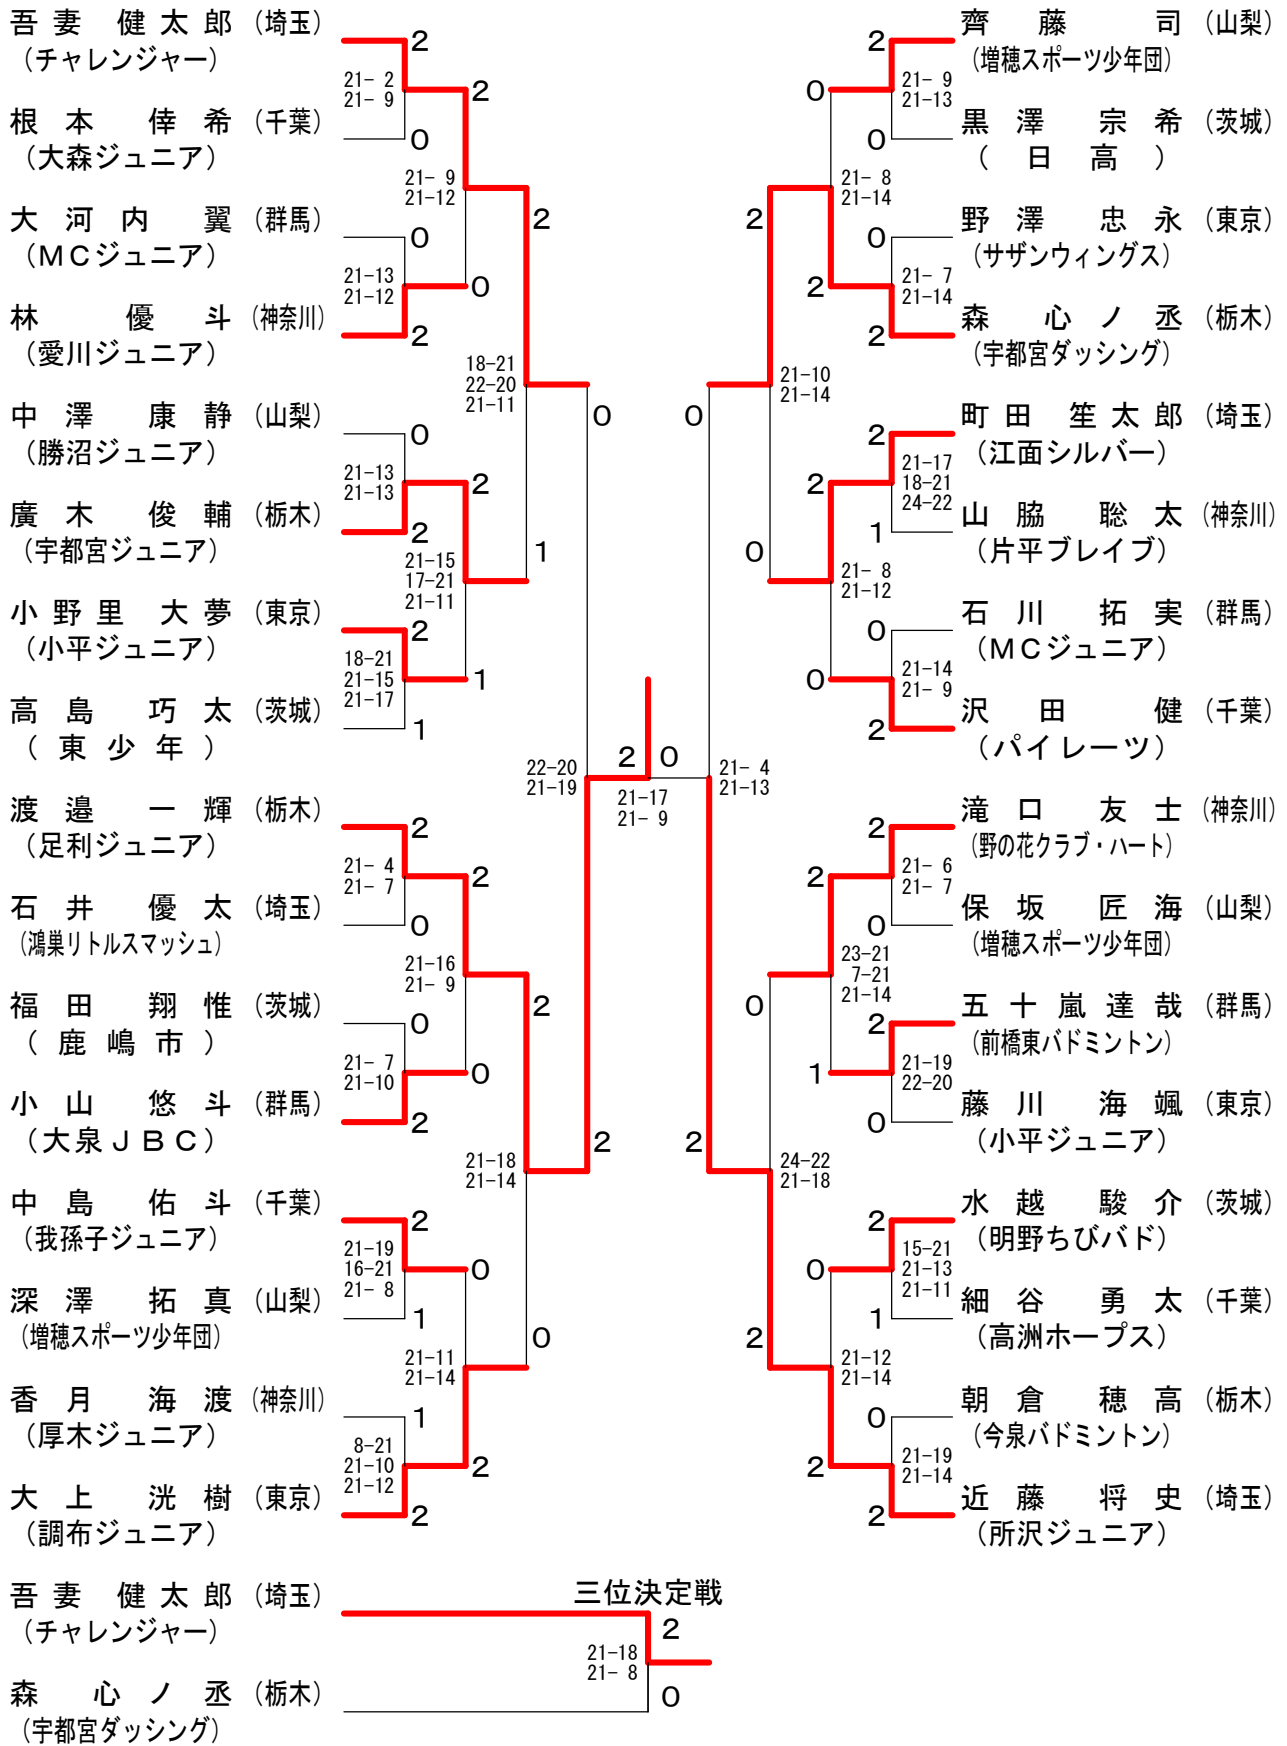 吾妻 健太郎 (埼玉)
(チャレンジャー)
根本 倖希 (千葉)
(大森ジュニア)
2
21- 2
21- 9
0
大河内 翼 (群馬)
(MCジュニア)
林 優斗 (神奈川)
(愛川ジュニア)
0
21-13
21-12
2
2
21- 9
21-12
0
中澤 康静 (山梨)
(勝沼ジュニア)
廣木 俊輔 (栃木)
(宇都宮ジュニア)
0
21-13
21-13
2
小野里 大夢 (東京)
(小平ジュニア)
高島 巧太 (茨城)
(東少年)
2
18-21
21-15
21-17
1
2
21-15
17-21
21-11
1
2
18-21
22-20
21-11
1
渡邉 一輝 (栃木)
(足利ジュニア)
石井 優太 (埼玉)
(鴻巣リトルスマッシュ)
2
21- 4
21- 7
0
福田 翔惟 (茨城)
(鹿嶋市)
小山 悠斗 (群馬)
(大泉JBC)
0
21- 7
21-10
2
2
21-16
21- 9
0
中島 佑斗 (千葉)
(我孫子ジュニア)
深澤 拓真 (山梨)
(増穂スポーツ少年団)
2
21-19
16-21
21- 8
1
香月 海渡 (神奈川)
(厚木ジュニア)
大上 洸樹 (東京)
(調布ジュニア)
1
8-21
21-10
21-12
2
0
21-11
21-14
2
2
21-18
21-14
0
0
22-20
21-19
2
2 0
21-17
21- 9
齊藤 司 (山梨)
(増穂スポーツ少年団)
黒澤 宗希 (茨城)
(日高)
2
21- 9
21-13
0
野澤 忠永 (東京)
(サザンウィングス)
森 心ノ丞 (栃木)
(宇都宮ダッシング)
0
21- 7
21-14
2
0
21- 8
21-14
2
町田 笙太郎 (埼玉)
(江面シルバー)
山脇 聡太 (神奈川)
(片平ブレイブ)
2
21-17
18-21
24-22
1
石川 拓実 (群馬)
(MCジュニア)
沢田 健 (千葉)
(パイレーツ)
0
21-14
21- 9
2
2
21- 8
21-12
0
2
21-10
21-14
0
滝口 友士 (神奈川)
(野の花クラブ・ハート)
保坂 匠海 (山梨)
(増穂スポーツ少年団)
2
21- 6
21- 7
0
五十嵐 達哉 (群馬)
(前橋東バドミントン)
藤川 海颯 (東京)
(小平ジュニア)
2
21-19
22-20
0
2
23-21
7-21
21-14
1
水越 駿介 (茨城)
(明野ちびバド)
細谷 勇太 (千葉)
(高洲ホープス)
2
15-21
21-13
21-11
1
朝倉 穂高 (栃木)
(今泉バドミントン)
近藤 将史 (埼玉)
(所沢ジュニア)
0
21-19
21-14
2
0
21-12
21-14
2
0
24-22
21-18
2
0
21- 4
21-13
2
三位決定戦
吾妻 健太郎 (埼玉)
(チャレンジャー)
森 心ノ丞 (栃木)
(宇都宮ダッシング)
2
21-18
21- 8
0